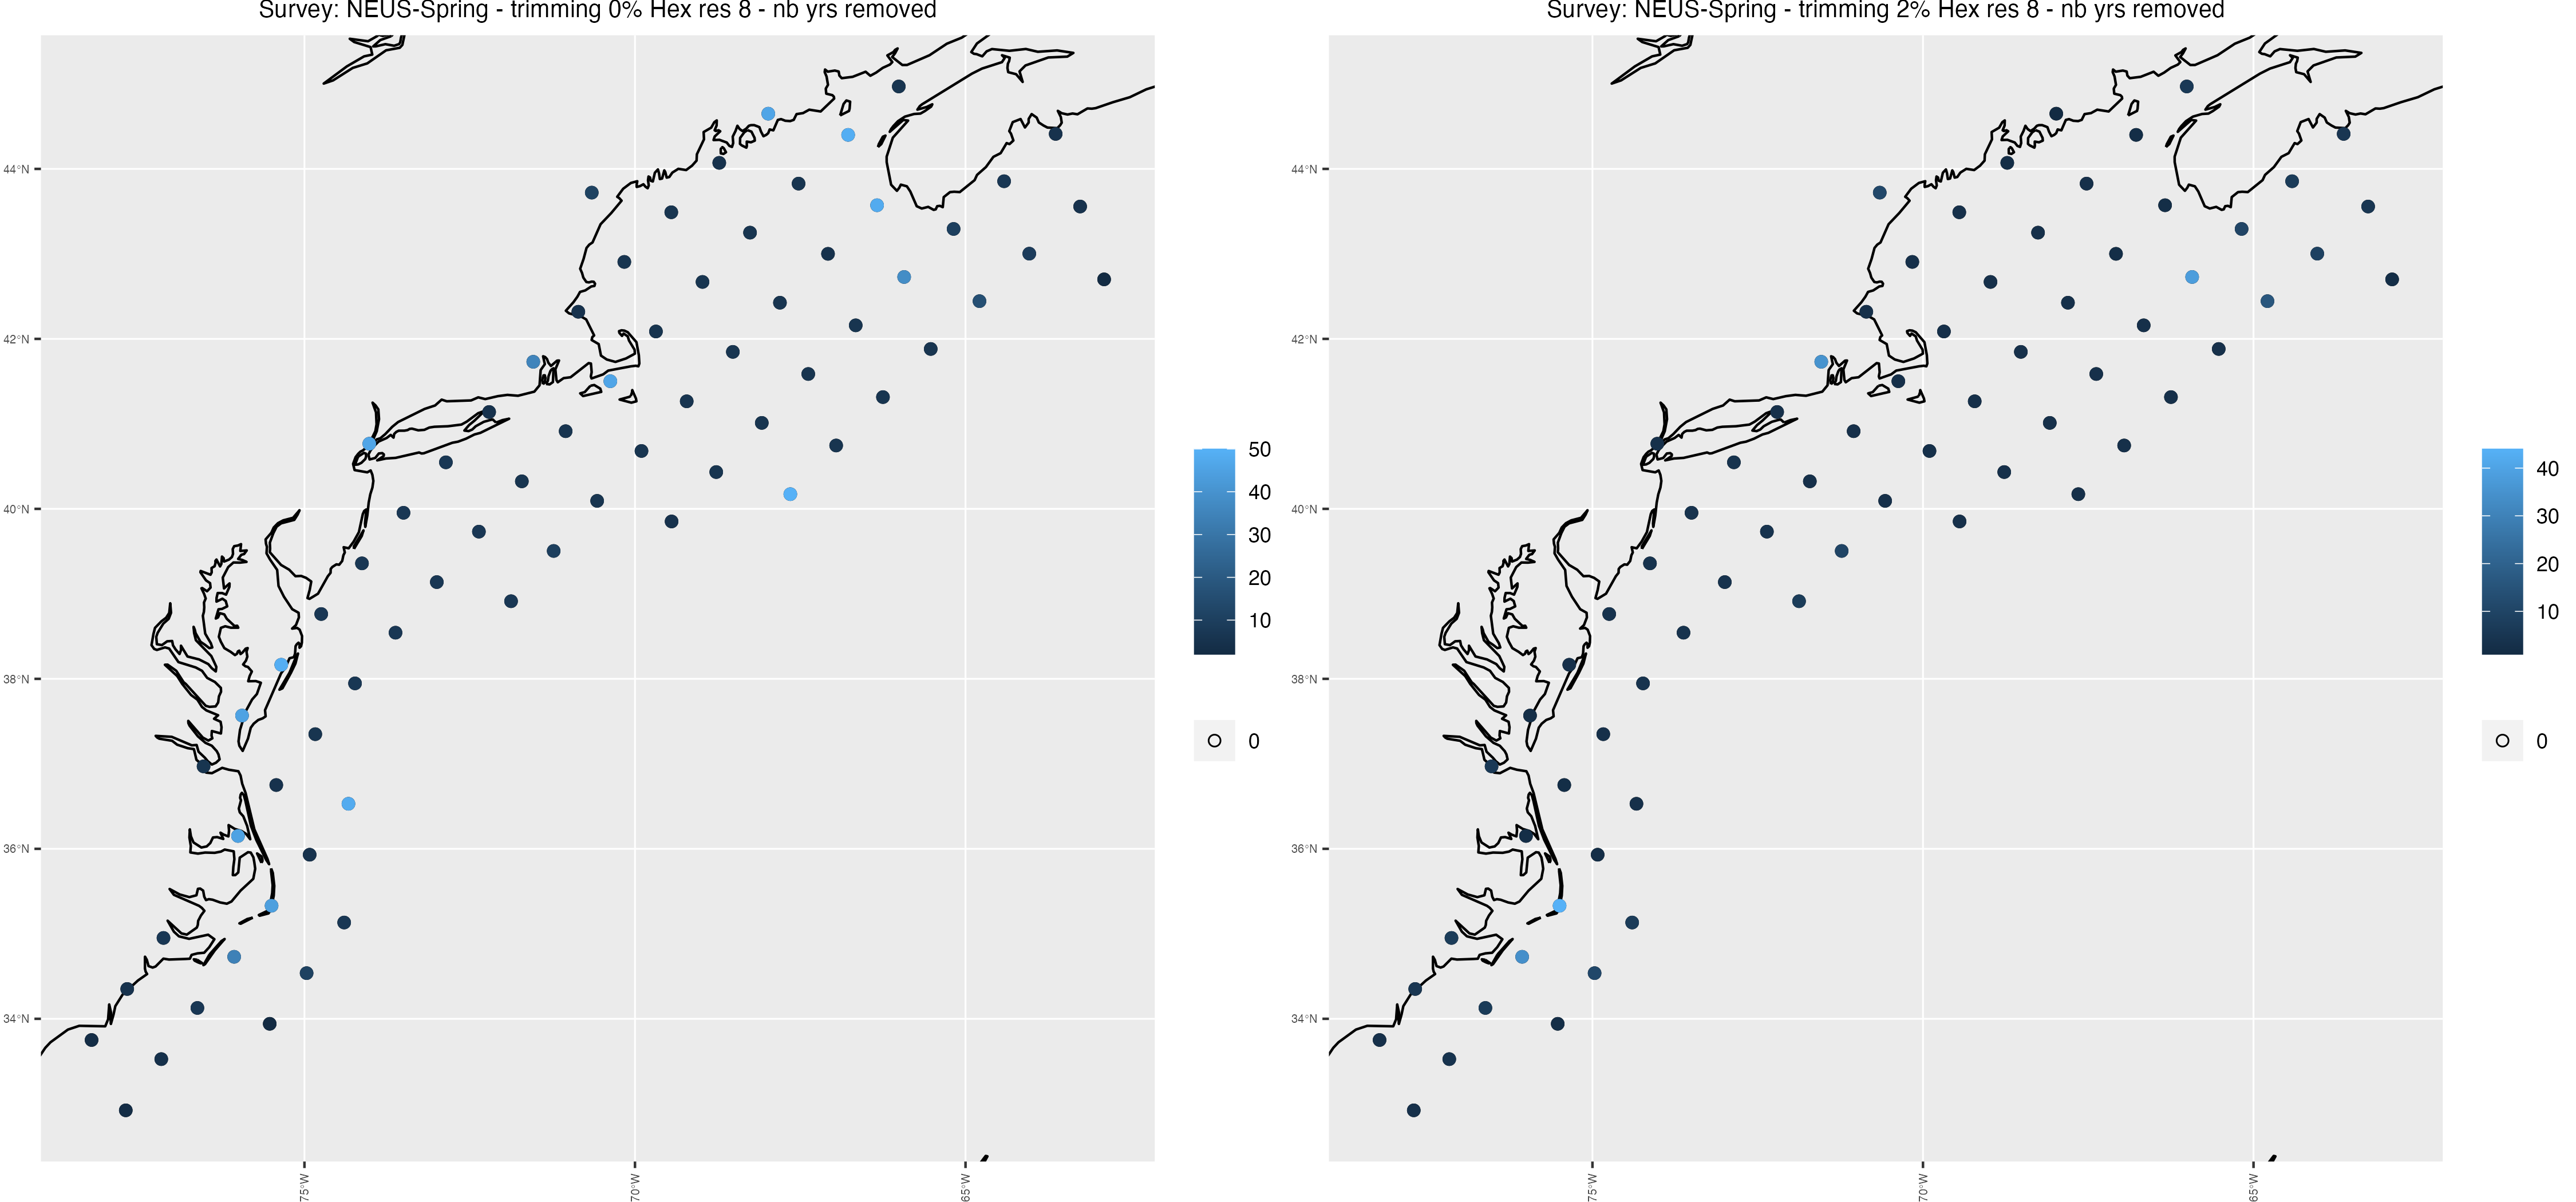 Survey: NEUS-Spring - trimming 0% Hex res 8 - nb yrs removed
44°N
42°N
40°N
38°N
36°N
34°N
75°W
70°W
65°W
50
40
30
20
10
0
Survey: NEUS-Spring - trimming 2% Hex res 8 - nb yrs removed
44°N
42°N
40°N
38°N
36°N
34°N
75°W
70°W
65°W
40
30
20
10
0